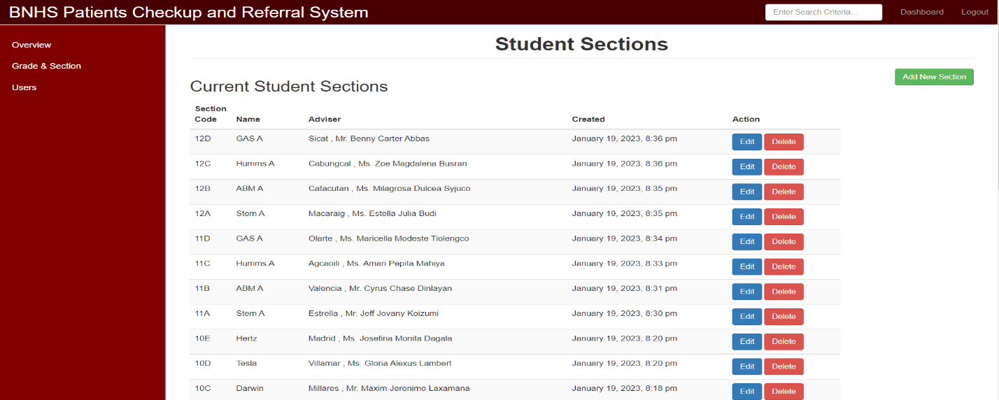 BNHS Patients Checkup and Referral System
Enter Search Criteria...
Dashboard
Logout
Overview
Grade & Section
Users
Student Sections
Add New Section
Current Student Sections
Section Code Name Adviser Created Action
12D GAS A Sicat , Mr. Benny Carter Abbas January 19, 2023, 8:36 pm Edit Delete
12C Humms A Cabungcal , Ms. Zoe Magdalena Busran January 19, 2023, 8:36 pm Edit Delete
12B ABM A Catacutan , Ms. Milagrosa Dulcea Syjuco January 19, 2023, 8:35 pm Edit Delete
12A Stem A Macaraig , Ms. Estella Julia Budi January 19, 2023, 8:35 pm Edit Delete
11D GAS A Olarte , Ms. Maricella Modeste Tiolengco January 19, 2023, 8:34 pm Edit Delete
11C Humms A Agcaoili , Ms. Amari Pepita Mahiya January 19, 2023, 8:33 pm Edit Delete
11B ABM A Valencia , Mr. Cyrus Chase Dinlayan January 19, 2023, 8:31 pm Edit Delete
11A Stem A Estrella , Mr. Jeff Jovany Koizumi January 19, 2023, 8:30 pm Edit Delete
10E Hertz Madrid , Ms. Josefina Monita Dagala January 19, 2023, 8:20 pm Edit Delete
10D Tesla Villamar , Ms. Gloria Alexus Lambert January 19, 2023, 8:20 pm Edit Delete
10C Darwin Millares , Mr. Maxim Jeronimo Laxamana January 19, 2023, 8:18 pm Edit Delete